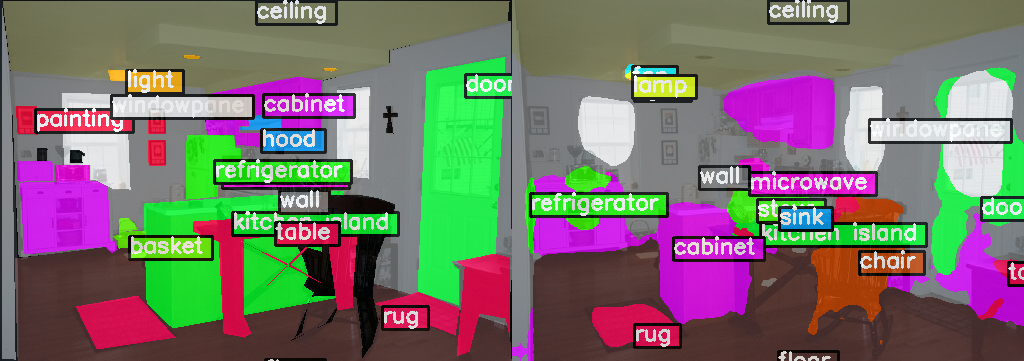 ceiling
light
windowpane
cabinet
painting
door
hood
refrigerator
wall
kitchen island
table
basket
rug
ceiling
lamp
windowpane
wall
microwave
refrigerator
sink
door
kitchen island
cabinet
chair
rug
floor